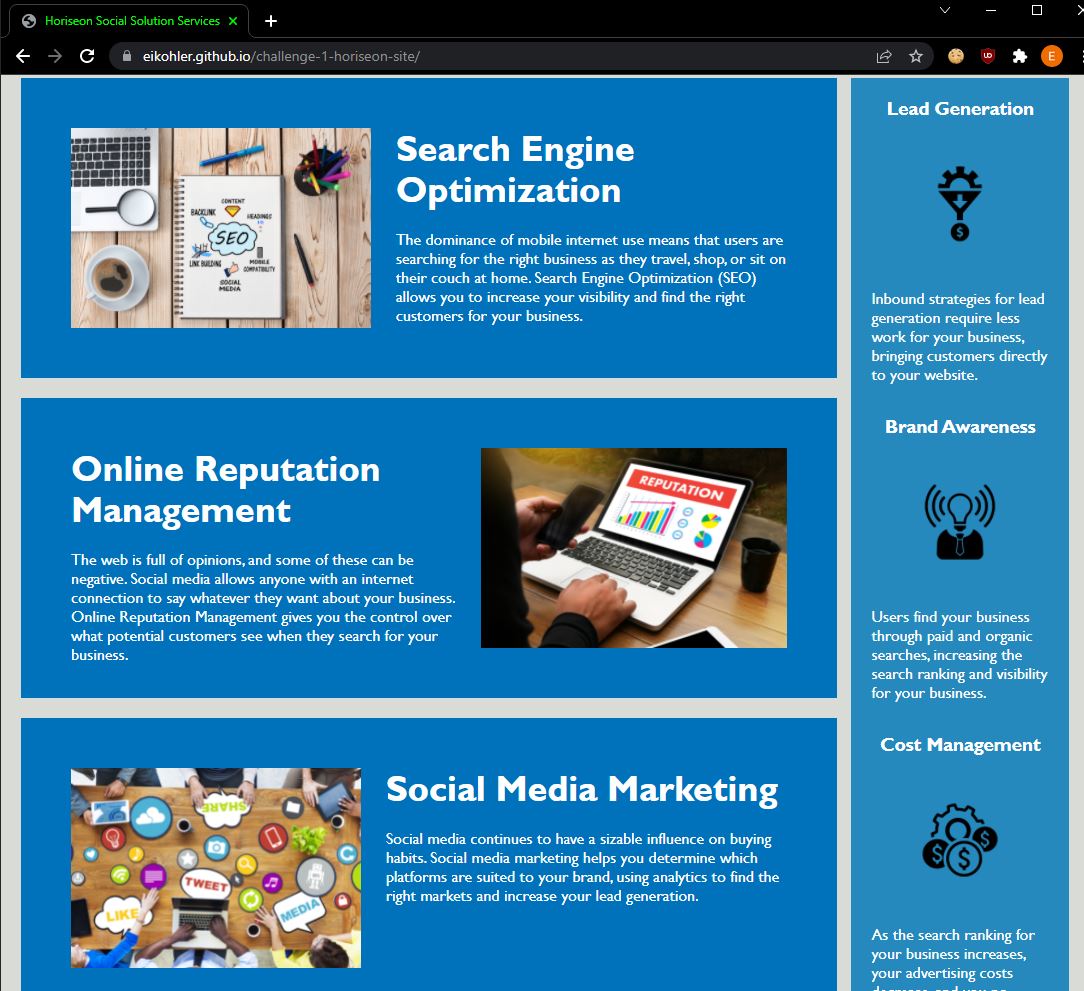 Horiseon Social Solution Services
eikohler.github.io/challenge-1-horiseon-site/
E
CONTENT
BACKLINK
HEADINGS
SEO
LINK BUILDING
MOBILE
COMPATIBILITY
SOCIAL
MEDIA
Search Engine
Optimization
The dominance of mobile internet use means that users are
searching for the right business as they travel, shop, or sit on
their couch at home. Search Engine Optimization (SEO)
allows you to increase your visibility and find the right
customers for your business.
Online Reputation
Management
The web is full of opinions, and some of these can be
negative. Social media allows anyone with an internet
connection to say whatever they want about your business.
Online Reputation Management gives you the control over
what potential customers see when they search for your
business.
REPUTATION
SHARE
TWEET
LIKE
MEDIA
Social Media Marketing
Social media continues to have a sizable influence on buying
habits. Social media marketing helps you determine which
platforms are suited to your brand, using analytics to find the
right markets and increase your lead generation.
Lead Generation
Inbound strategies for lead
generation require less
work for your business,
bringing customers directly
to your website.
Brand Awareness
Users find your business
through paid and organic
searches, increasing the
search ranking and visibility
for your business.
Cost Management
As the search ranking for
your business increases,
your advertising costs